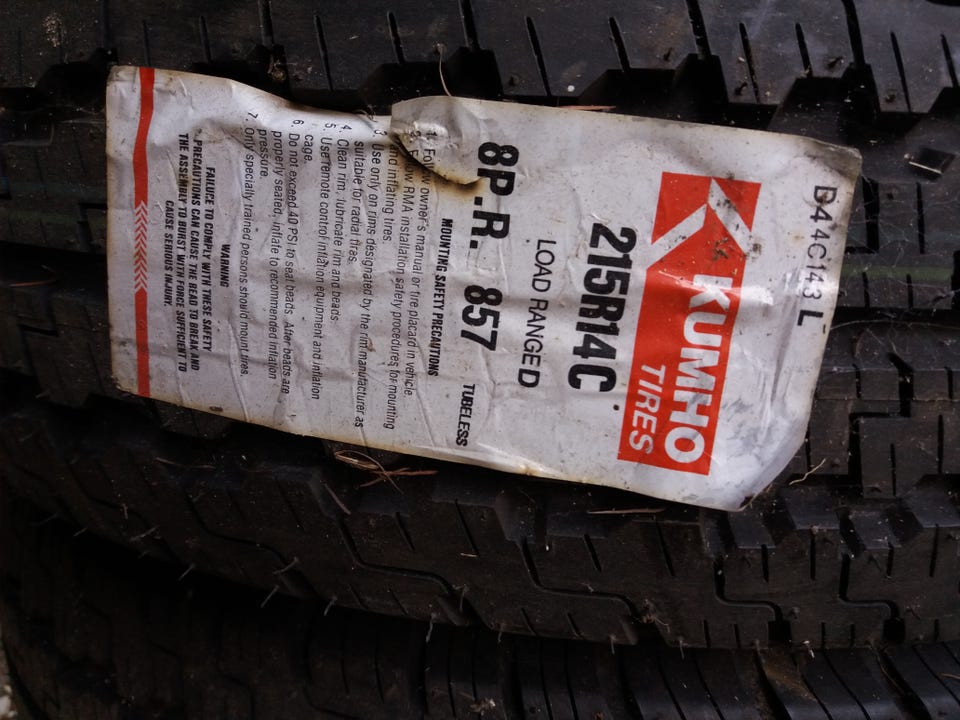 D44C143 L
KUMHO
TIRES
215R14C
LOAD RANGED
8P.R. 857 TUBELESS
MOUNTING SAFETY PRECAUTIONS
1. Follow owner's manual or tire placard in vehicle.
Follow RMA installation safety procedures for mounting
and inflating tires.
3. Use only on rims designated by the rim manufacturer as
suitable for radial tires.
4. Clean rim, lubricate rim and beads
5. Use remote control inflation equipment and inflation
cage.
6. Do not exceed 40 PSI to seat beads. After beads are
properly seated, inflate to recommended inflation
pressure.
7. Only specially trained persons should mount tires.
WARNING
FAILURE TO COMPLY WITH THESE SAFETY
PRECAUTIONS CAN CAUSE THE BEAD TO BREAK AND
THE ASSEMBLY TO BURST WITH FORCE SUFFICIENT TO
CAUSE SERIOUS INJURY.